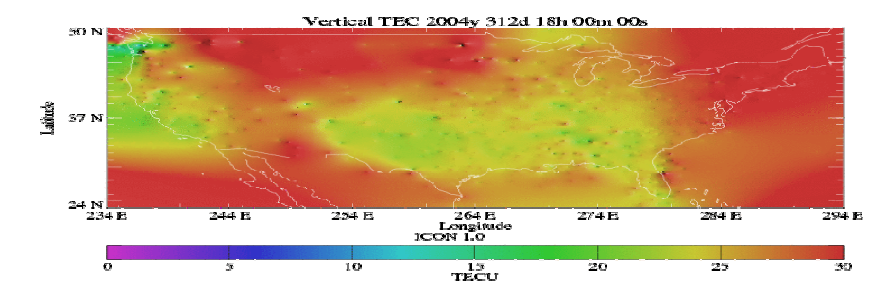 Vertical TEC 2004y 312d 18h 00m 00s
50 N
37 N
24 N
Latitude
234 E 244 E 254 E 264 E 274 E 284 E 294 E
Longitude
ICON 1.0
0 5 10 15 20 25 30
TECU